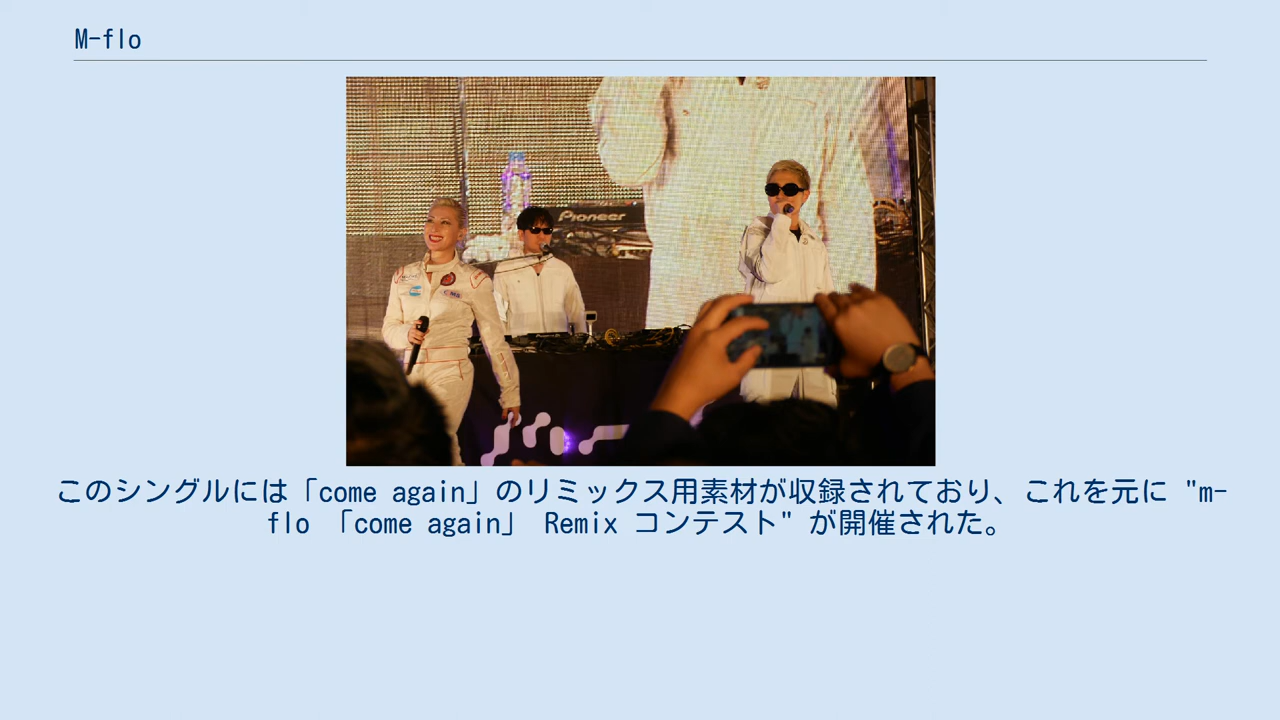 M-flo
Pioneer
このシングルには「come again」のリミックス用素材が収録されており、これを元に "m-
flo 「come again」 Remix コンテスト" が開催された。